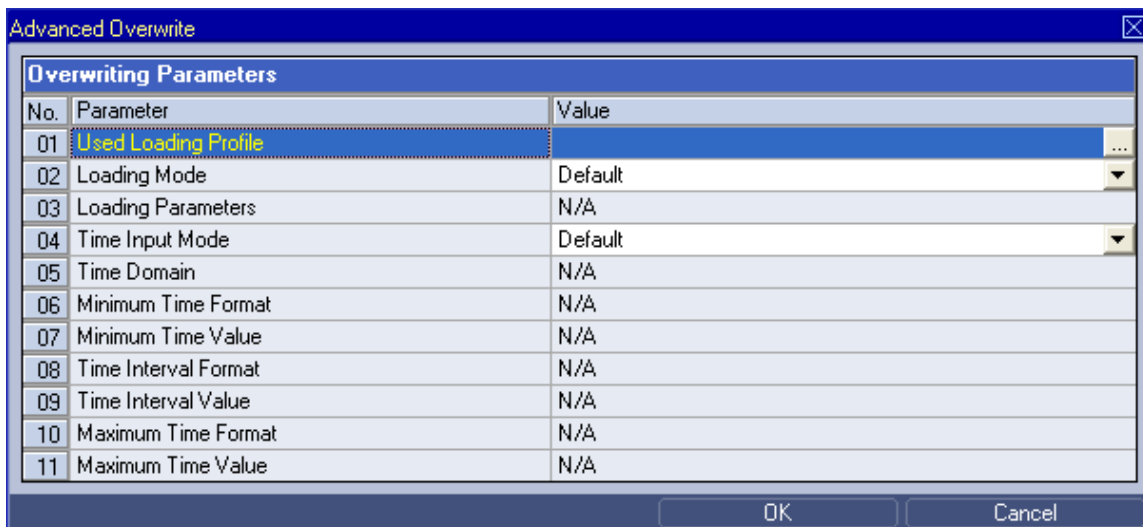 Advanced Overwrite
Overwriting Parameters
No. Parameter Value
01 Used Loading Profile ...
02 Loading Mode Default
03 Loading Parameters N/A
04 Time Input Mode Default
05 Time Domain N/A
06 Minimum Time Format N/A
07 Minimum Time Value N/A
08 Time Interval Format N/A
09 Time Interval Value N/A
10 Maximum Time Format N/A
11 Maximum Time Value N/A
OK Cancel